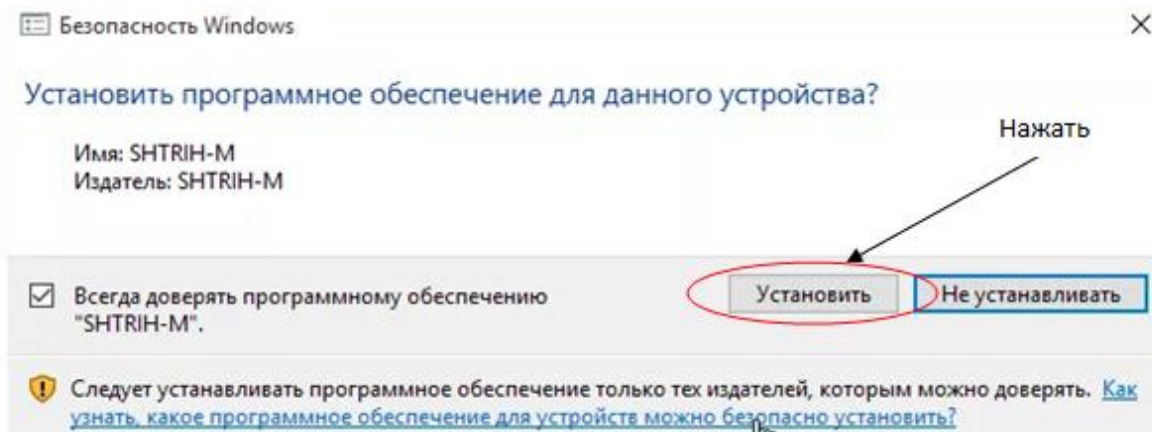 Безопасность Windows
Установить программное обеспечение для данного устройства?
Нажать
Имя: SHTRIH-M
Издатель: SHTRIH-M
Всегда доверять программному обеспечению
"SHTRIH-M".
Установить
Не устанавливать
Следует устанавливать программное обеспечение только тех издателей, которым можно доверять. Как
узнать, какое программное обеспечение для устройств можно безопасно установить?